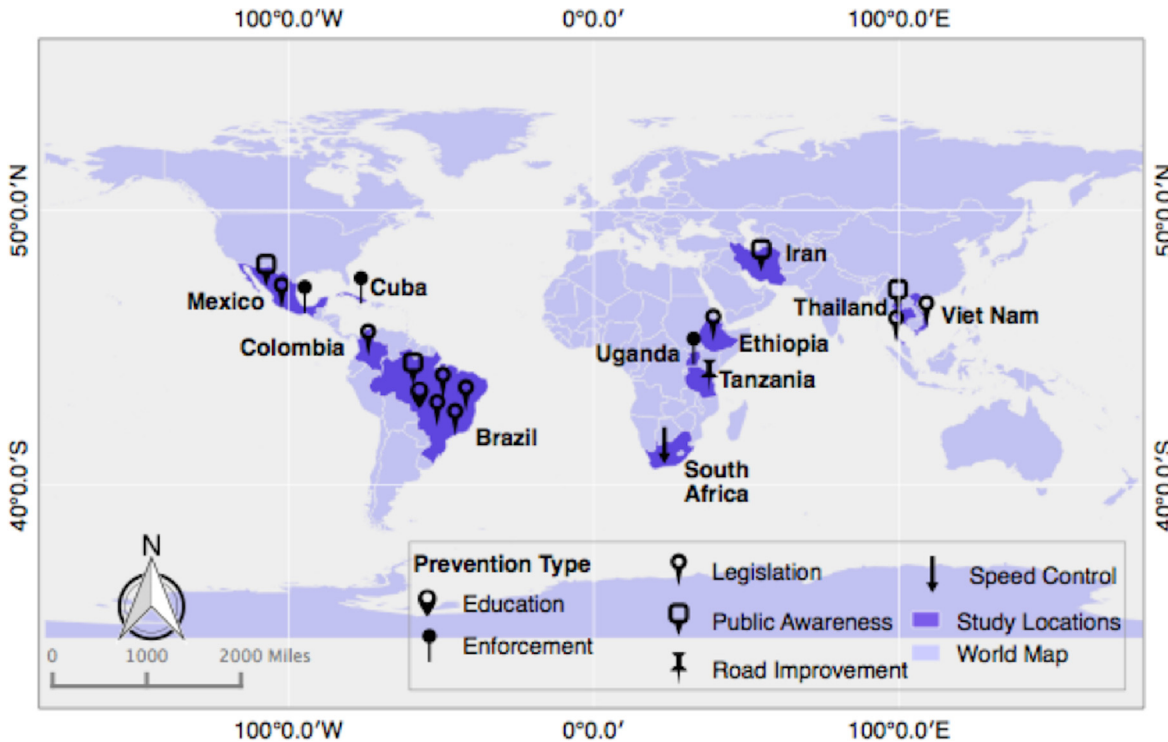 100°0.0′W 0°0.0′ 100°0.0′E
50°0.0′N
50°0.0′N
Iran
Mexico
Cuba
Thailand
Viet Nam
Colombia
Uganda
Ethiopia
Tanzania
Brazil
South
Africa
40°0.0′S
40°0.0′S
N
0 1000 2000 Miles
Prevention Type
Education
Enforcement
Legislation
Public Awareness
Road Improvement
Speed Control
Study Locations
World Map
100°0.0′W 0°0.0′ 100°0.0′E